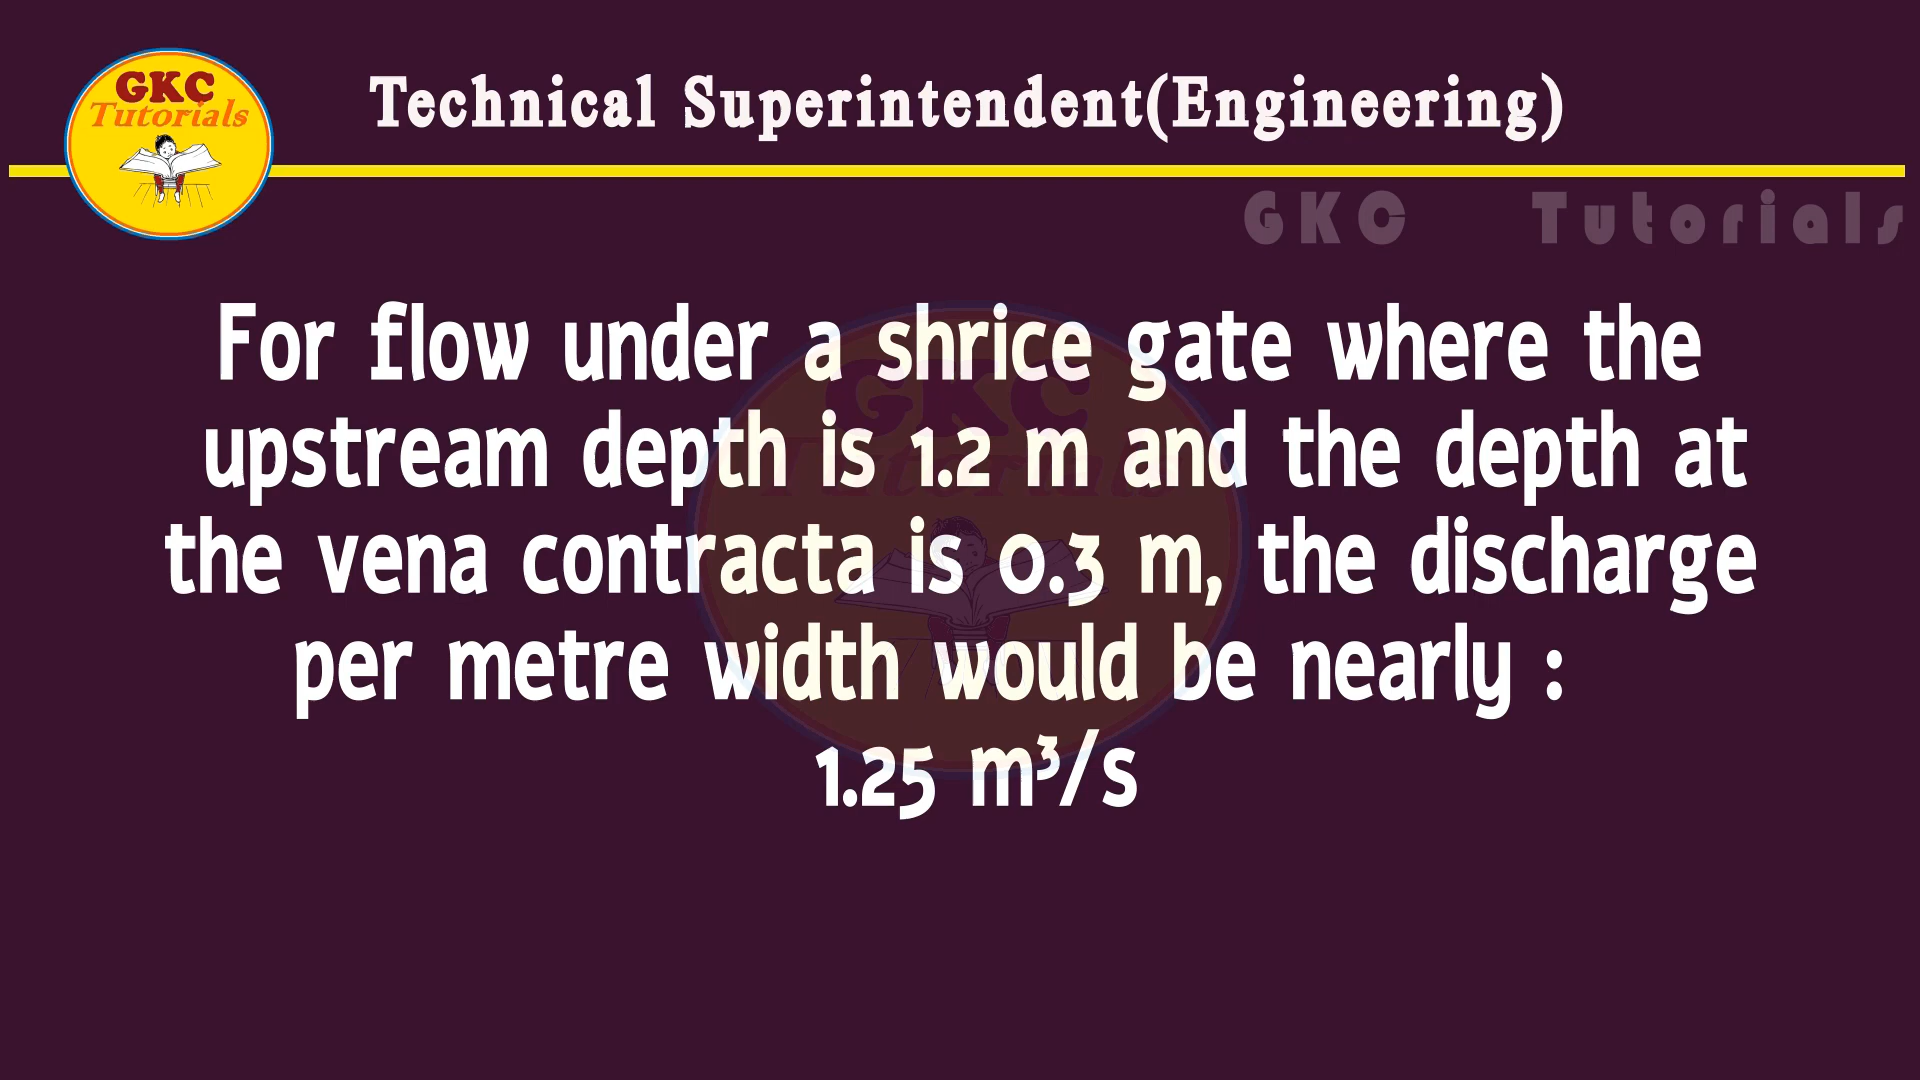 GKC
Tutorials
Technical Superintendent(Engineering)
GKC Tutorials
For flow under a shrice gate where the
upstream depth is 1.2 m and the depth at
the vena contracta is 0.3 m, the discharge
per metre width would be nearly :
1.25 m³/s
GKC
Tutorials